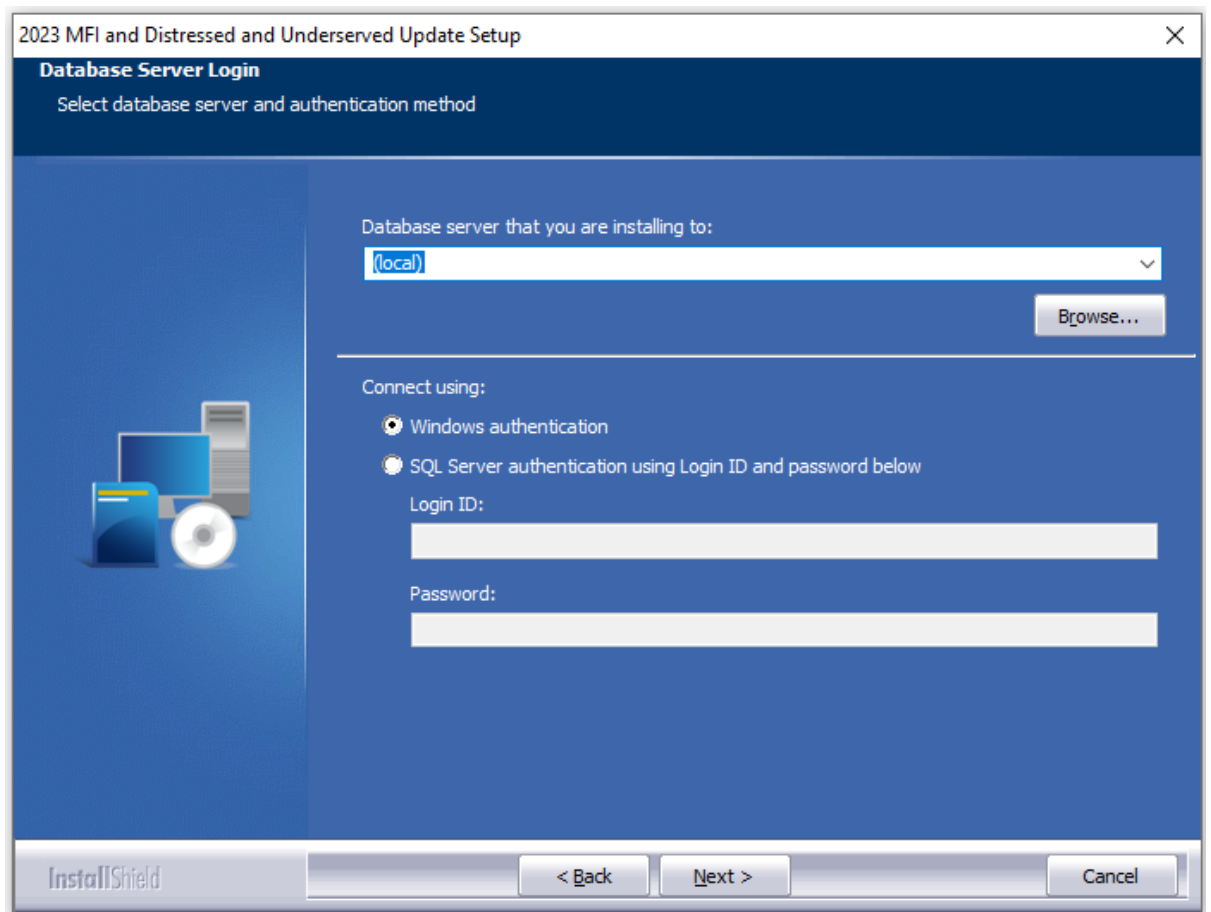 2023 MFI and Distressed and Underserved Update Setup
Database Server Login
Select database server and authentication method
Database server that you are installing to:
(local)
Browse...
Connect using:
Windows authentication
SQL Server authentication using Login ID and password below
Login ID:
Password:
InstallShield
< Back
Next >
Cancel